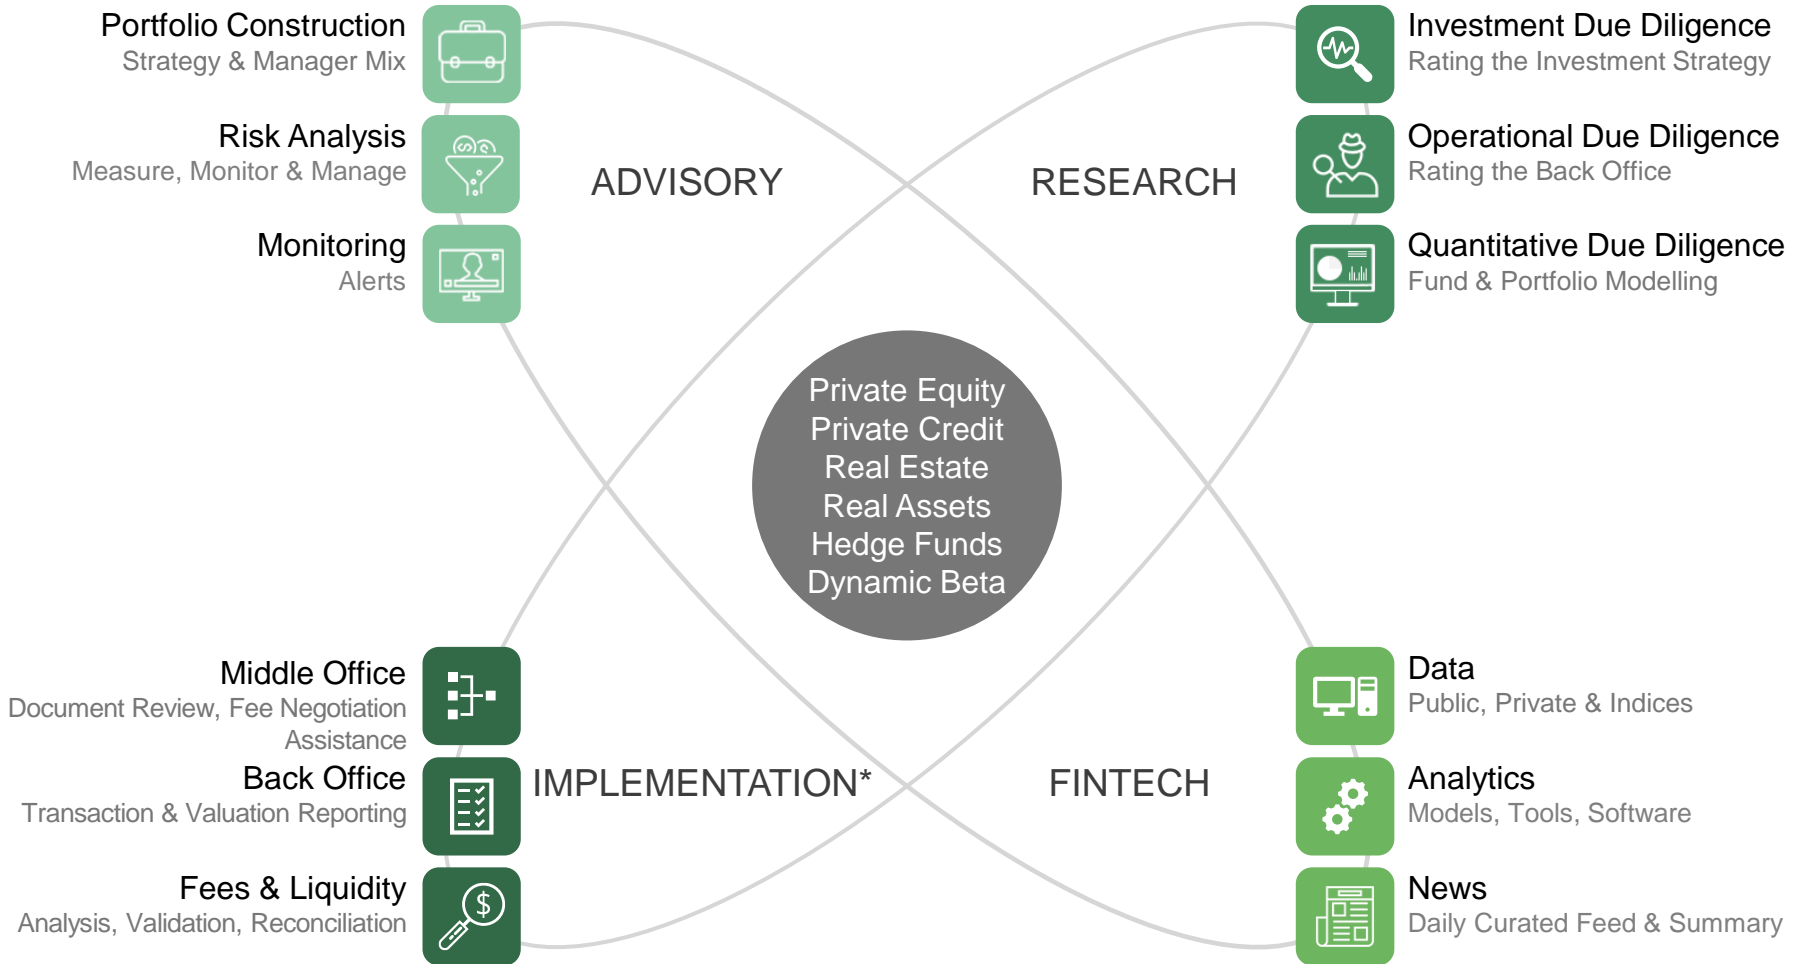 Portfolio Construction
Strategy & Manager Mix
Risk Analysis
Measure, Monitor & Manage
Monitoring
Alerts
ADVISORY
RESEARCH
Investment Due Diligence
Rating the Investment Strategy
Operational Due Diligence
Rating the Back Office
Quantitative Due Diligence
Fund & Portfolio Modelling
Private Equity
Private Credit
Real Estate
Real Assets
Hedge Funds
Dynamic Beta
Middle Office
Document Review, Fee Negotiation
Assistance
Back Office
Transaction & Valuation Reporting
Fees & Liquidity
Analysis, Validation, Reconciliation
IMPLEMENTATION*
FINTECH
Data
Public, Private & Indices
Analytics
Models, Tools, Software
News
Daily Curated Feed & Summary